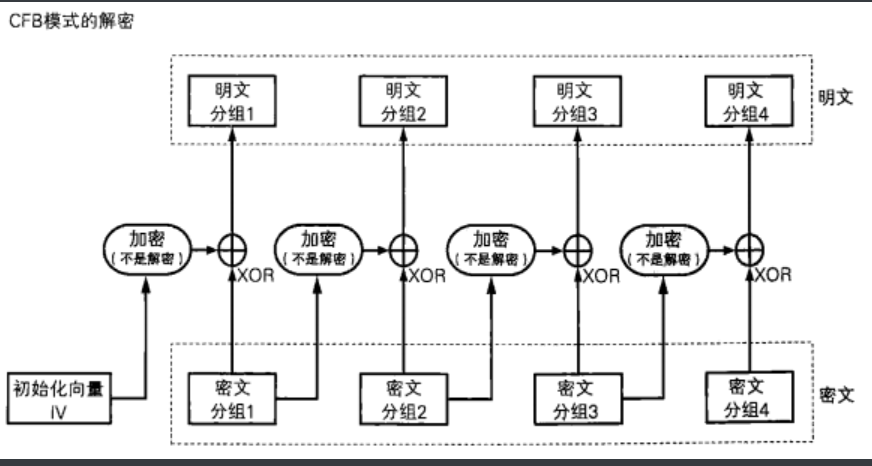 CFB模式的解密
明文
分组1
明文
分组2
明文
分组3
明文
分组4
明文
加密
(不是解密)
XOR
加密
(不是解密)
XOR
加密
(不是解密)
XOR
加密
(不是解密)
XOR
初始化向量
IV
密文
分组1
密文
分组2
密文
分组3
密文
分组4
密文